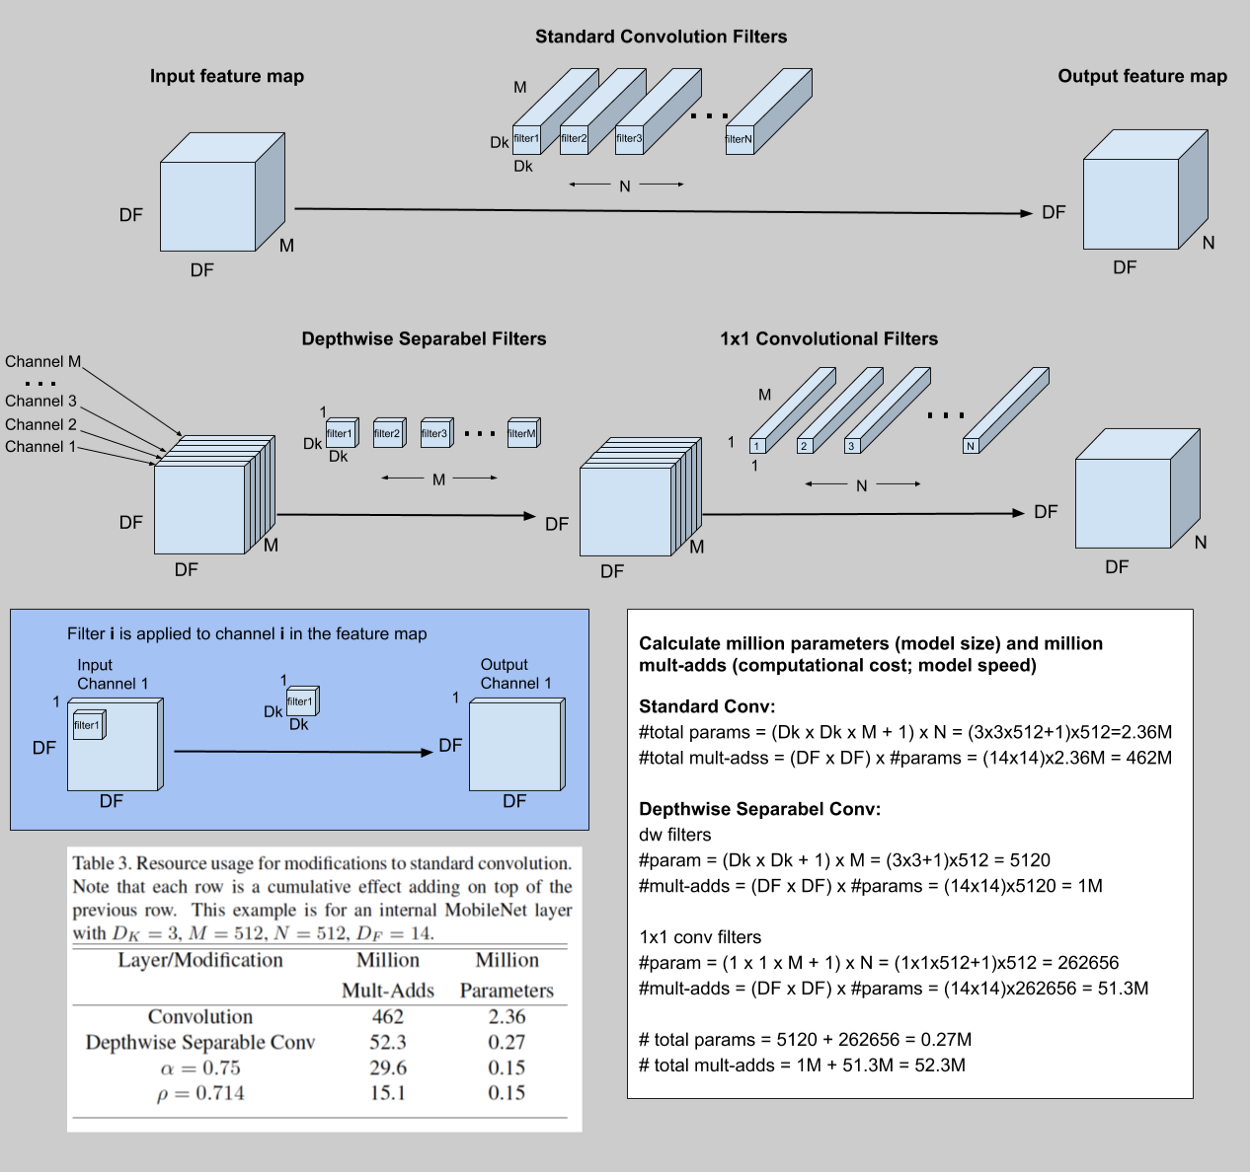 Standard Convolution Filters
Input feature map
Output feature map
M
Dk
filter1
filter2
filter3
. . .
filterN
Dk
N
DF
M
DF
DF
N
DF
Depthwise Separabel Filters
1x1 Convolutional Filters
Channel M
. . .
Channel 3
Channel 2
Channel 1
DF
M
DF
1
Dk
filter1
filter2
filter3
. . .
filterM
Dk
M
DF
M
DF
M
1
1
2
3
. . .
N
1
N
DF
N
DF
Filter i is applied to channel i in the feature map
Input
Channel 1
1
filter1
DF
DF
1
Dk
filter1
Dk
Output
Channel 1
1
DF
DF
Table 3. Resource usage for modifications to standard convolution.
Note that each row is a cumulative effect adding on top of the
previous row. This example is for an internal MobileNet layer
with D_K = 3, M = 512, N = 512, D_F = 14.
Layer/Modification Million Million
Mult-Adds Parameters
Convolution 462 2.36
Depthwise Separable Conv 52.3 0.27
α = 0.75 29.6 0.15
ρ = 0.714 15.1 0.15
Calculate million parameters (model size) and million
mult-adds (computational cost; model speed)
Standard Conv:
#total params = (Dk x Dk x M + 1) x N = (3x3x512+1)x512=2.36M
#total mult-adss = (DF x DF) x #params = (14x14)x2.36M = 462M
Depthwise Separabel Conv:
dw filters
#param = (Dk x Dk + 1) x M = (3x3+1)x512 = 5120
#mult-adds = (DF x DF) x #params = (14x14)x5120 = 1M
1x1 conv filters
#param = (1 x 1 x M + 1) x N = (1x1x512+1)x512 = 262656
#mult-adds = (DF x DF) x #params = (14x14)x262656 = 51.3M
# total params = 5120 + 262656 = 0.27M
# total mult-adds = 1M + 51.3M = 52.3M